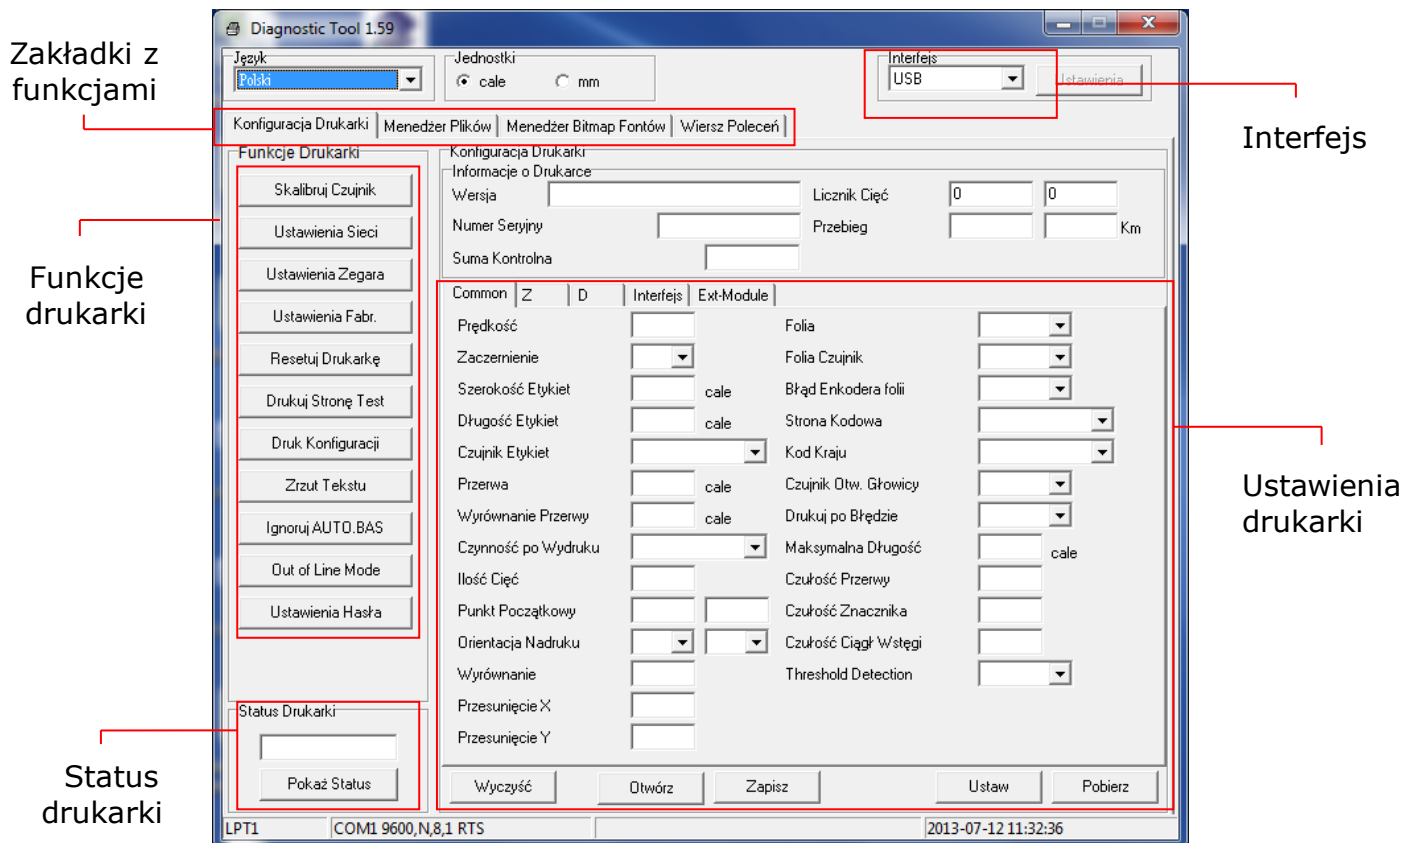 Diagnostic Tool 1.59
Zakładki z
funkcjami
Język
Polski
Jednostki
cale
mm
Interfejs
USB
Ustawienia
Interfejs
Konfiguracja Drukarki
Menedżer Plików
Menedżer Bitmap Fontów
Wiersz Poleceń
Funkcje Drukarki
Skalibruj Czujnik
Ustawienia Sieci
Ustawienia Zegara
Ustawienia Fabr.
Resetuj Drukarkę
Drukuj Stronę Test
Druk Konfiguracji
Zrzut Tekstu
Ignoruj AUTO.BAS
Out of Line Mode
Ustawienia Hasła
Funkcje
drukarki
Konfiguracja Drukarki
Informacje o Drukarce
Wersja
Licznik Cięć
0
0
Numer Seryjny
Przebieg
Km
Suma Kontrolna
Common
Z
D
Interfejs
Ext-Module
Prędkość
Folia
Zaczernienie
Folia Czujnik
Szerokość Etykiet
cale
Błąd Enkodera folii
Długość Etykiet
cale
Strona Kodowa
Czujnik Etykiet
Kod Kraju
Przerwa
cale
Czujnik Otw. Głowicy
Wyrównanie Przerwy
cale
Drukuj po Błędzie
Czynność po Wydruku
Maksymalna Długość
cale
Ilość Cięć
Czułość Przerwy
Punkt Początkowy
Czułość Znacznika
Orientacja Nadruku
Czułość Ciągł Wstęgi
Wyrównanie
Threshold Detection
Przesunięcie X
Przesunięcie Y
Ustawienia
drukarki
Status Drukarki
Pokaż Status
Status
drukarki
Wyczyść
Otwórz
Zapisz
Ustaw
Pobierz
LPT1
COM1 9600,N,8,1 RTS
2013-07-12 11:32:36